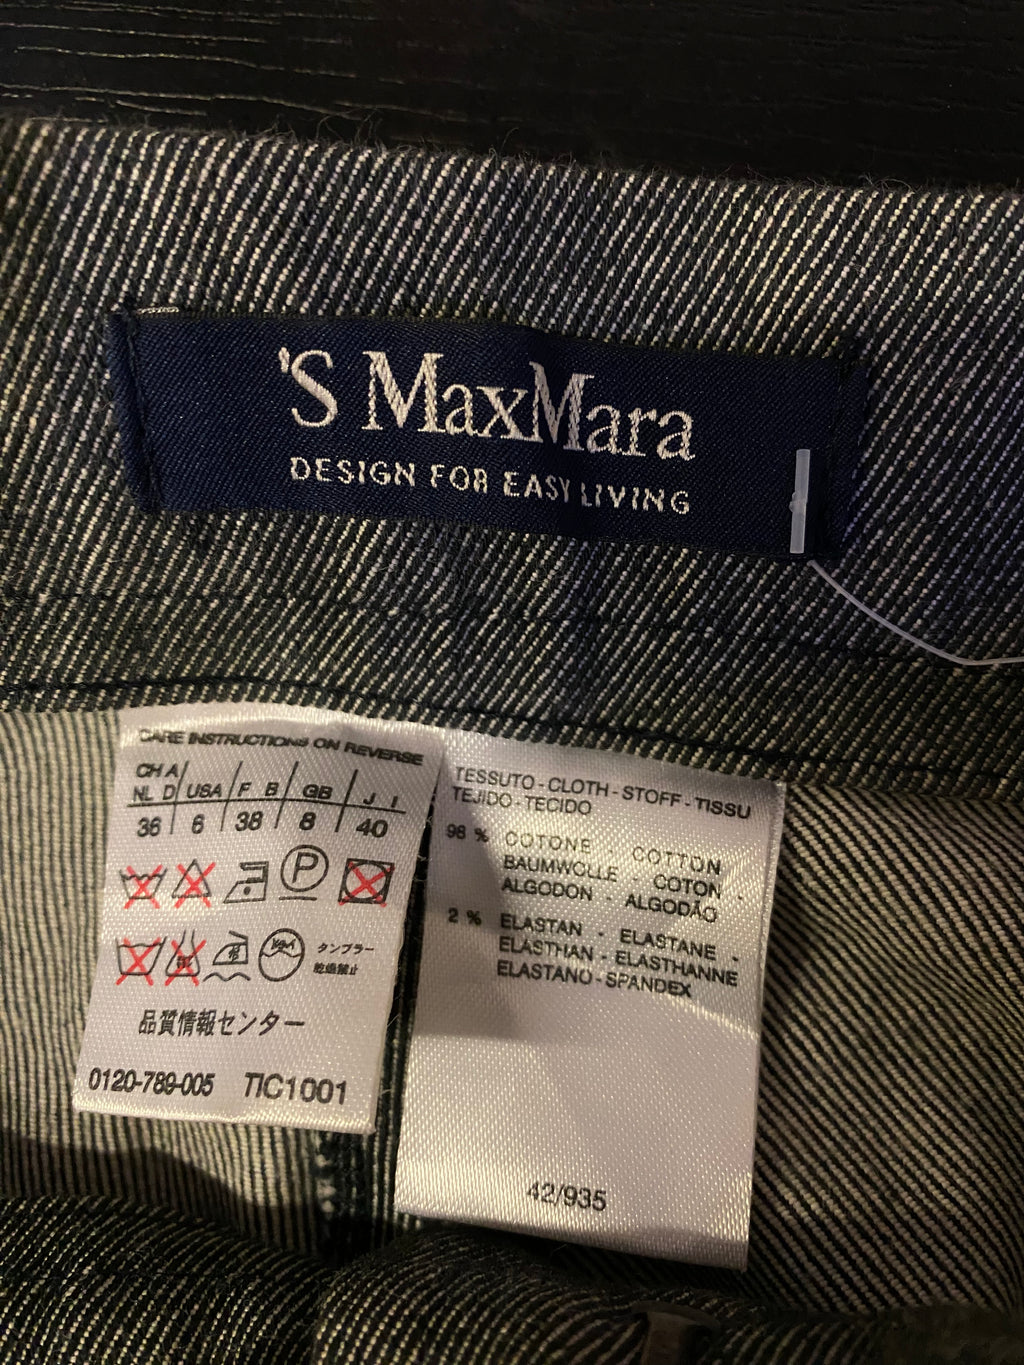 'S MaxMara
DESIGN FOR EASY LIVING
CARE INSTRUCTIONS ON REVERSE
CH A
NL D USA F B GB J I
36 6 38 8 40
P
タンブラー
乾燥禁止
品質情報センター
0120-789-005 TIC1001
TESSUTO - CLOTH - STOFF - TISSU
TEJIDO - TECIDO
98 % COTONE - COTTON
BAUMWOLLE - COTON -
ALGODON - ALGODÃO
2 % ELASTAN - ELASTANE -
ELASTHAN - ELASTHANNE
ELASTANO - SPANDEX
42/935